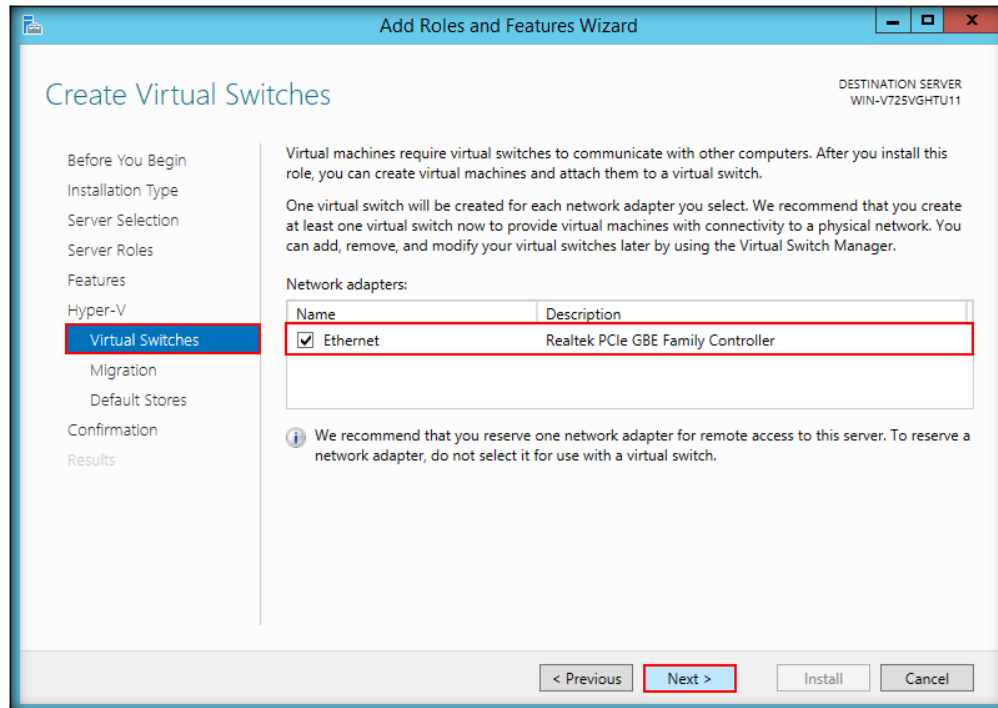 Add Roles and Features Wizard
Create Virtual Switches
DESTINATION SERVER
WIN-V725VGHTU11
Before You Begin
Installation Type
Server Selection
Server Roles
Features
Hyper-V
Virtual Switches
Migration
Default Stores
Confirmation
Results
Virtual machines require virtual switches to communicate with other computers. After you install this
role, you can create virtual machines and attach them to a virtual switch.
One virtual switch will be created for each network adapter you select. We recommend that you create
at least one virtual switch now to provide virtual machines with connectivity to a physical network. You
can add, remove, and modify your virtual switches later by using the Virtual Switch Manager.
Network adapters:
Name Description
Ethernet Realtek PCIe GBE Family Controller
We recommend that you reserve one network adapter for remote access to this server. To reserve a
network adapter, do not select it for use with a virtual switch.
< Previous Next > Install Cancel